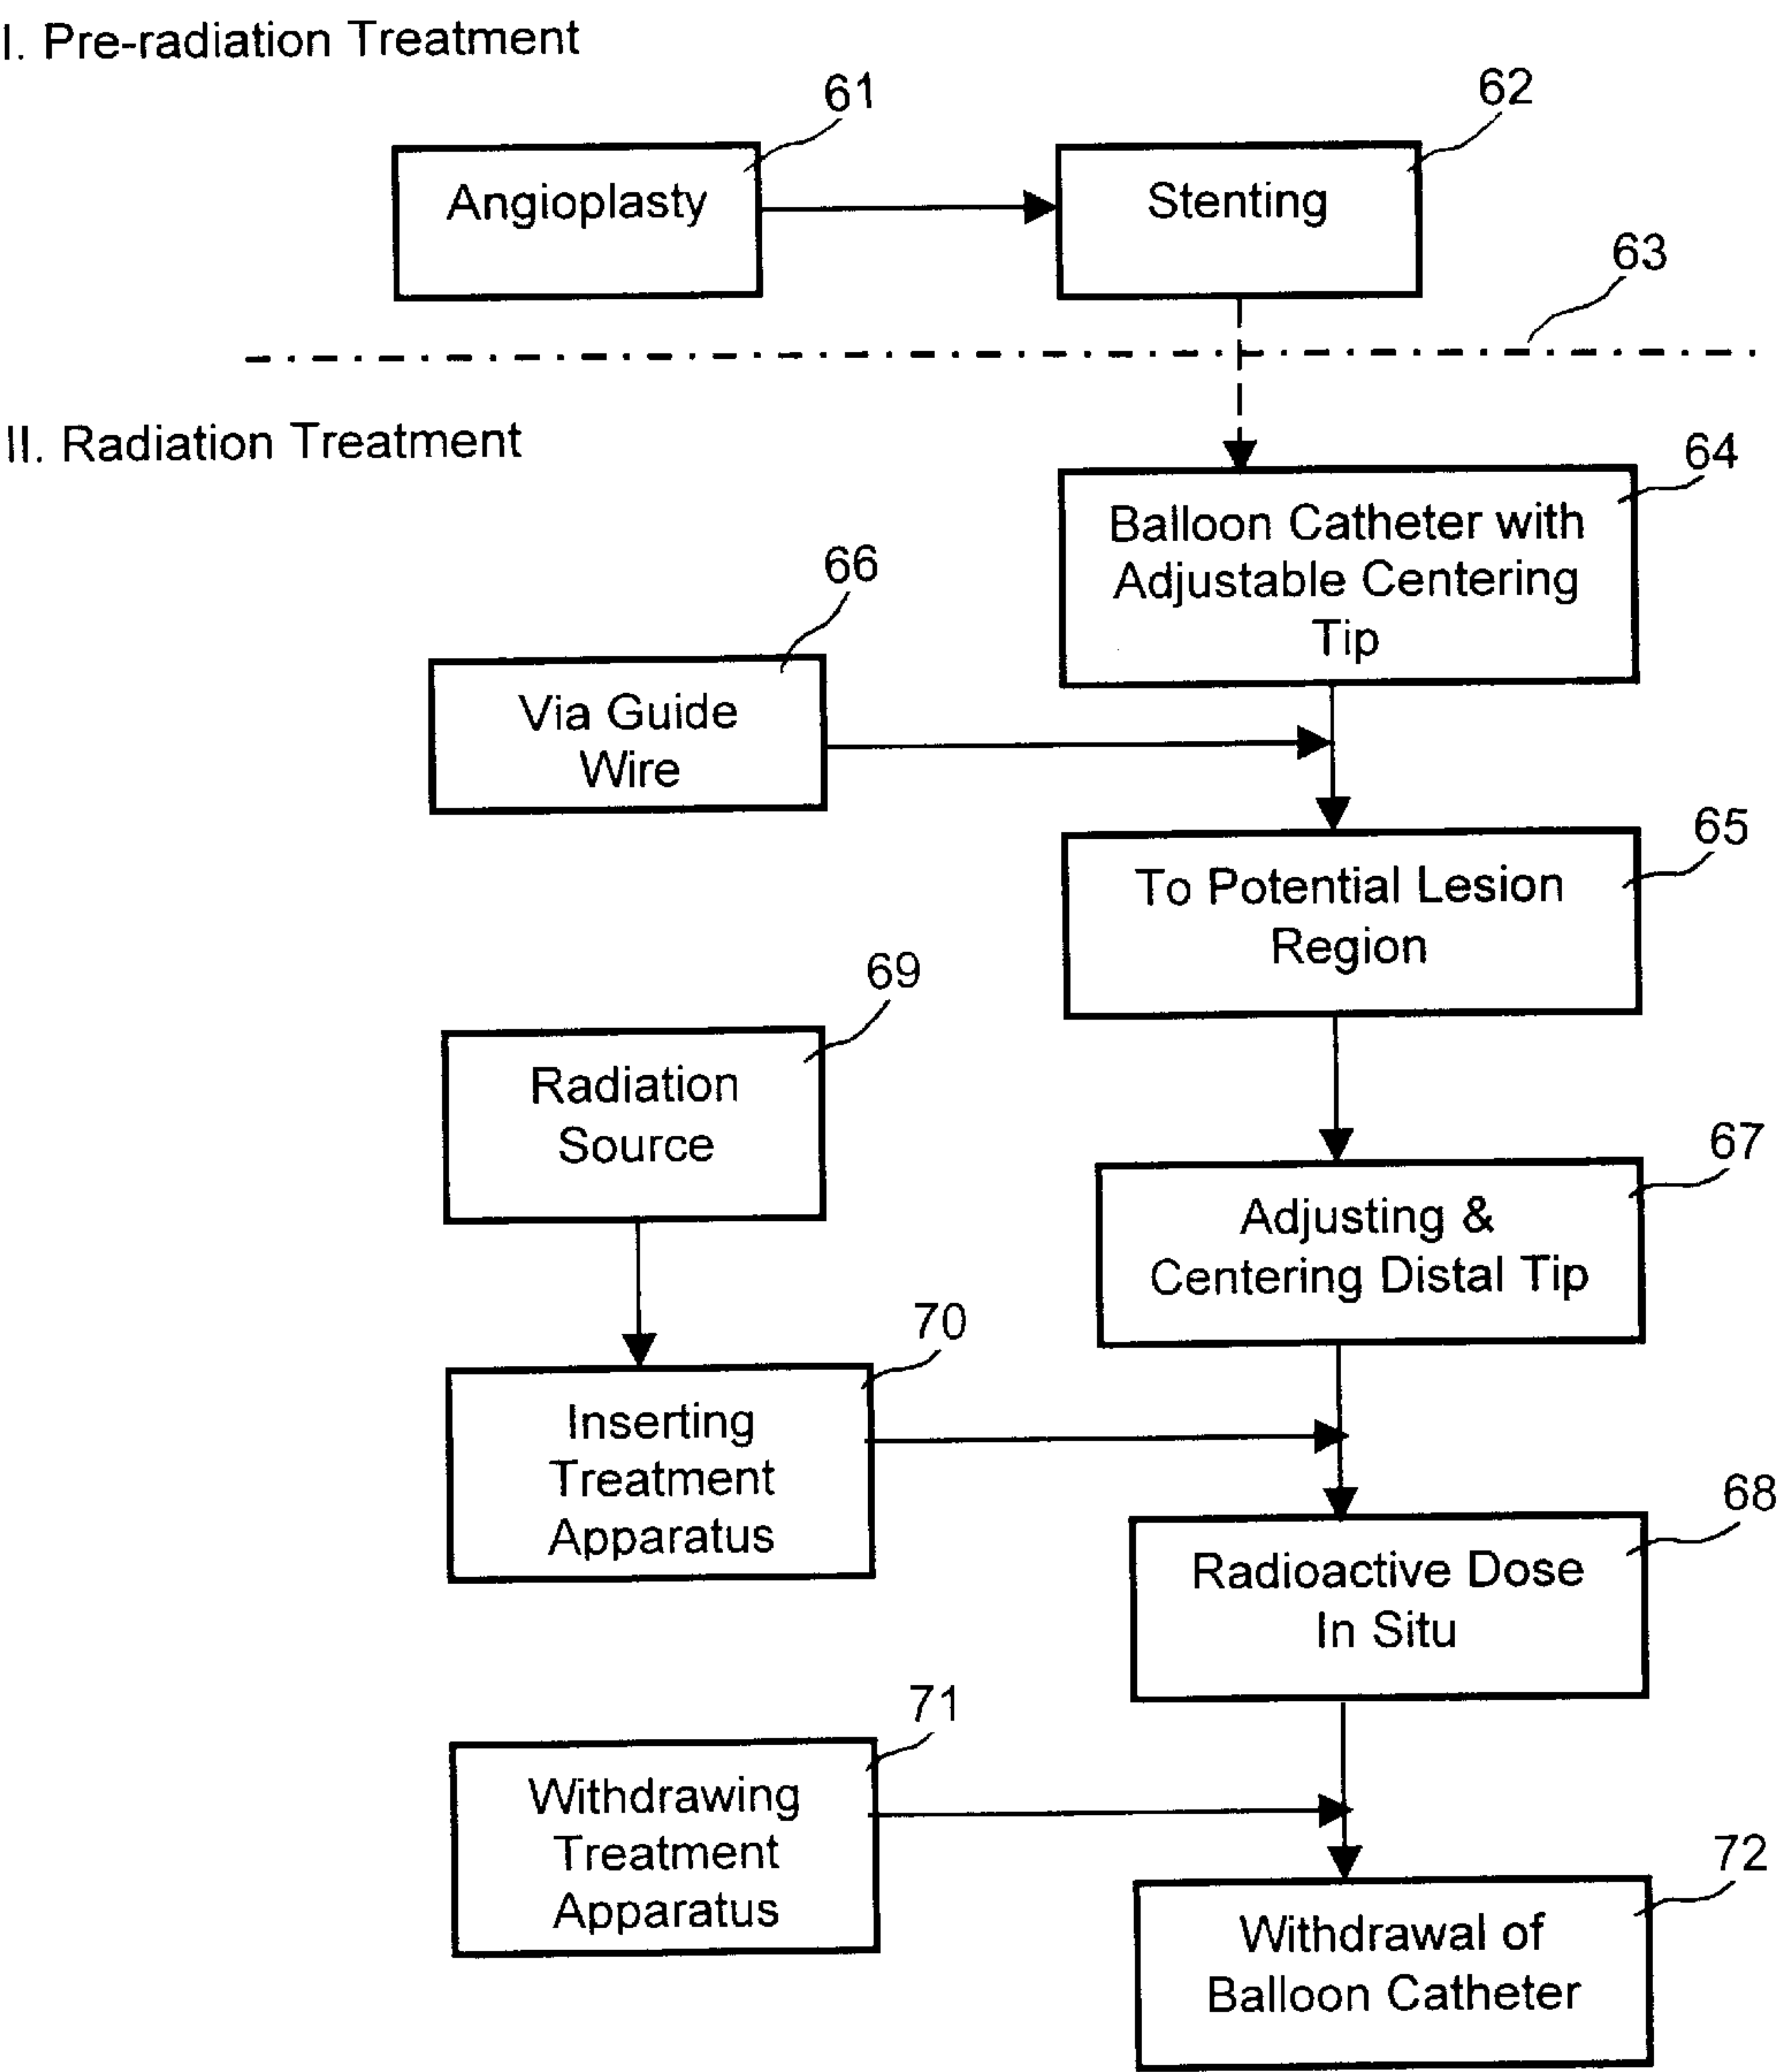 I. Pre-radiation Treatment
61
62
Angioplasty
Stenting
63
II. Radiation Treatment
64
Balloon Catheter with
Adjustable Centering
Tip
66
Via Guide
Wire
65
To Potential Lesion
Region
69
Radiation
Source
67
Adjusting &
Centering Distal Tip
70
Inserting
Treatment
Apparatus
68
Radioactive Dose
In Situ
71
Withdrawing
Treatment
Apparatus
72
Withdrawal of
Balloon Catheter